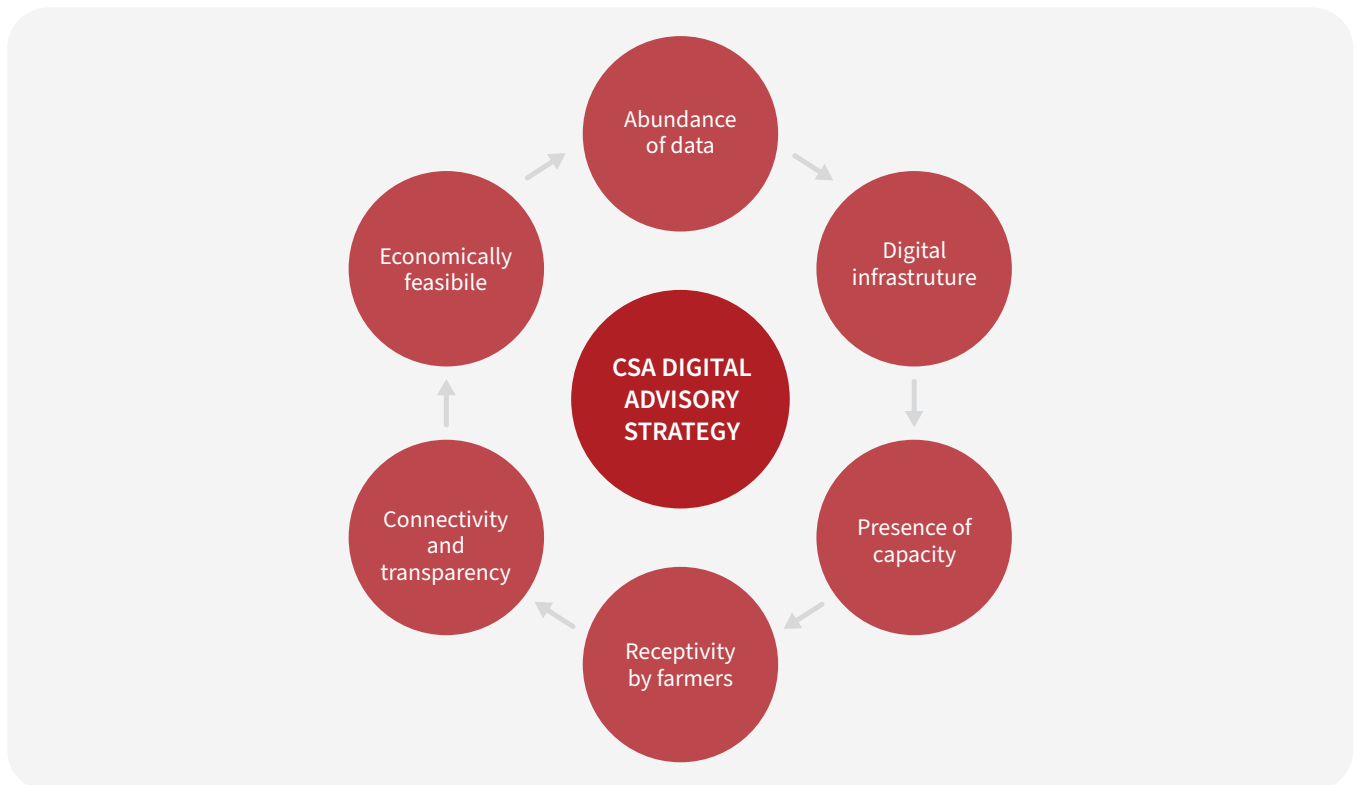 Abundance
of data
Digital
infrastruture
Presence of
capacity
Receptivity
by farmers
Connectivity
and
transparency
Economically
feasibile
CSA DIGITAL
ADVISORY
STRATEGY